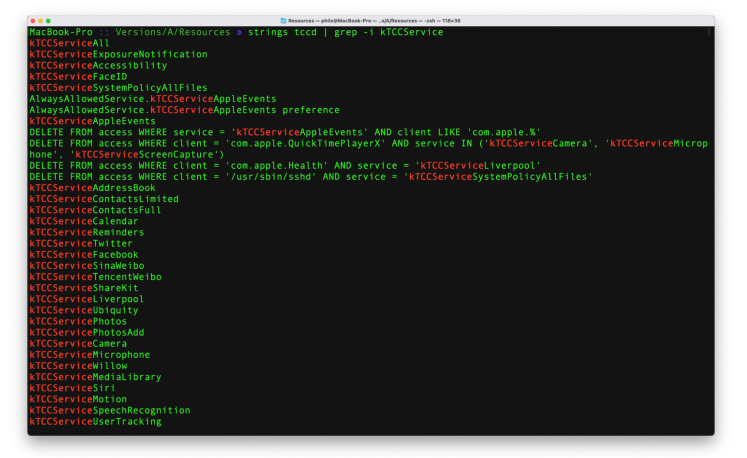 Resources — phils@MacBook-Pro — ..s/A/Resources — -zsh — 118×36
MacBook-Pro :: Versions/A/Resources » strings tccd | grep -i kTCCService
kTCCServiceAll
kTCCServiceExposureNotification
kTCCServiceAccessibility
kTCCServiceFaceID
kTCCServiceSystemPolicyAllFiles
AlwaysAllowedService.kTCCServiceAppleEvents
AlwaysAllowedService.kTCCServiceAppleEvents preference
kTCCServiceAppleEvents
DELETE FROM access WHERE service = 'kTCCServiceAppleEvents' AND client LIKE 'com.apple.%'
DELETE FROM access WHERE client = 'com.apple.QuickTimePlayerX' AND service IN ('kTCCServiceCamera', 'kTCCServiceMicrop
hone', 'kTCCServiceScreenCapture')
DELETE FROM access WHERE client = 'com.apple.Health' AND service = 'kTCCServiceLiverpool'
DELETE FROM access WHERE client = '/usr/sbin/sshd' AND service = 'kTCCServiceSystemPolicyAllFiles'
kTCCServiceAddressBook
kTCCServiceContactsLimited
kTCCServiceContactsFull
kTCCServiceCalendar
kTCCServiceReminders
kTCCServiceTwitter
kTCCServiceFacebook
kTCCServiceSinaWeibo
kTCCServiceTencentWeibo
kTCCServiceShareKit
kTCCServiceLiverpool
kTCCServiceUbiquity
kTCCServicePhotos
kTCCServicePhotosAdd
kTCCServiceCamera
kTCCServiceMicrophone
kTCCServiceWillow
kTCCServiceMediaLibrary
kTCCServiceSiri
kTCCServiceMotion
kTCCServiceSpeechRecognition
kTCCServiceUserTracking